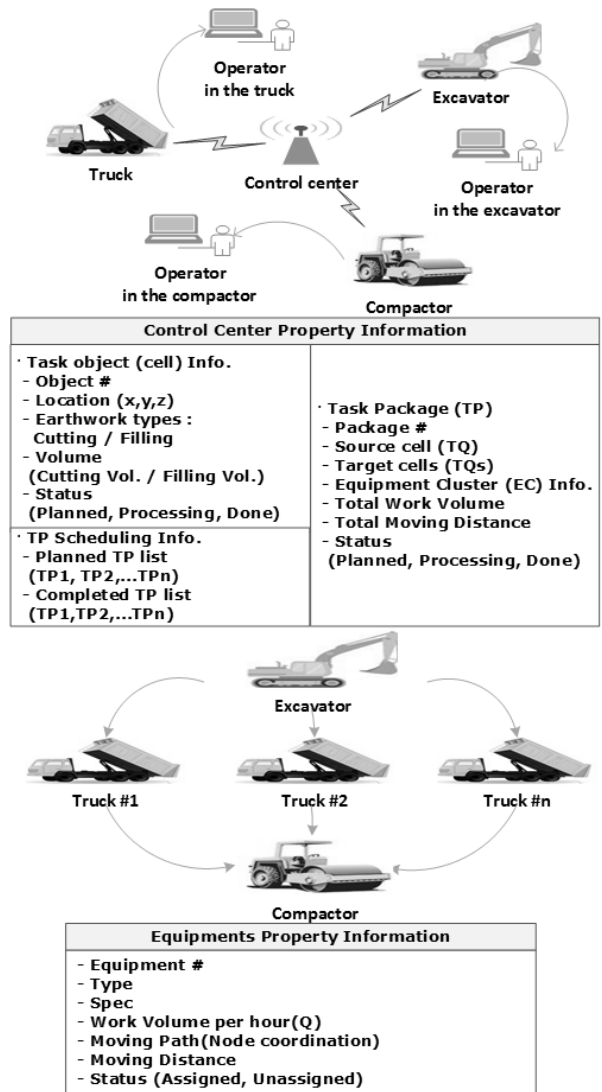 Operator
in the truck
Excavator
Truck
Control center
Operator
in the excavator
Operator
in the compactor
Compactor
Control Center Property Information
· Task object (cell) Info.
- Object #
- Location (x,y,z)
- Earthwork types :
Cutting / Filling
- Volume
(Cutting Vol. / Filling Vol.)
- Status
(Planned, Processing, Done)
· TP Scheduling Info.
- Planned TP list
(TP1, TP2,...TPn)
- Completed TP list
(TP1,TP2,...TPn)
· Task Package (TP)
- Package #
- Source cell (TQ)
- Target cells (TQs)
- Equipment Cluster (EC) Info.
- Total Work Volume
- Total Moving Distance
- Status
(Planned, Processing, Done)
Excavator
Truck #1
Truck #2
Truck #n
Compactor
Equipments Property Information
- Equipment #
- Type
- Spec
- Work Volume per hour(Q)
- Moving Path(Node coordination)
- Moving Distance
- Status (Assigned, Unassigned)